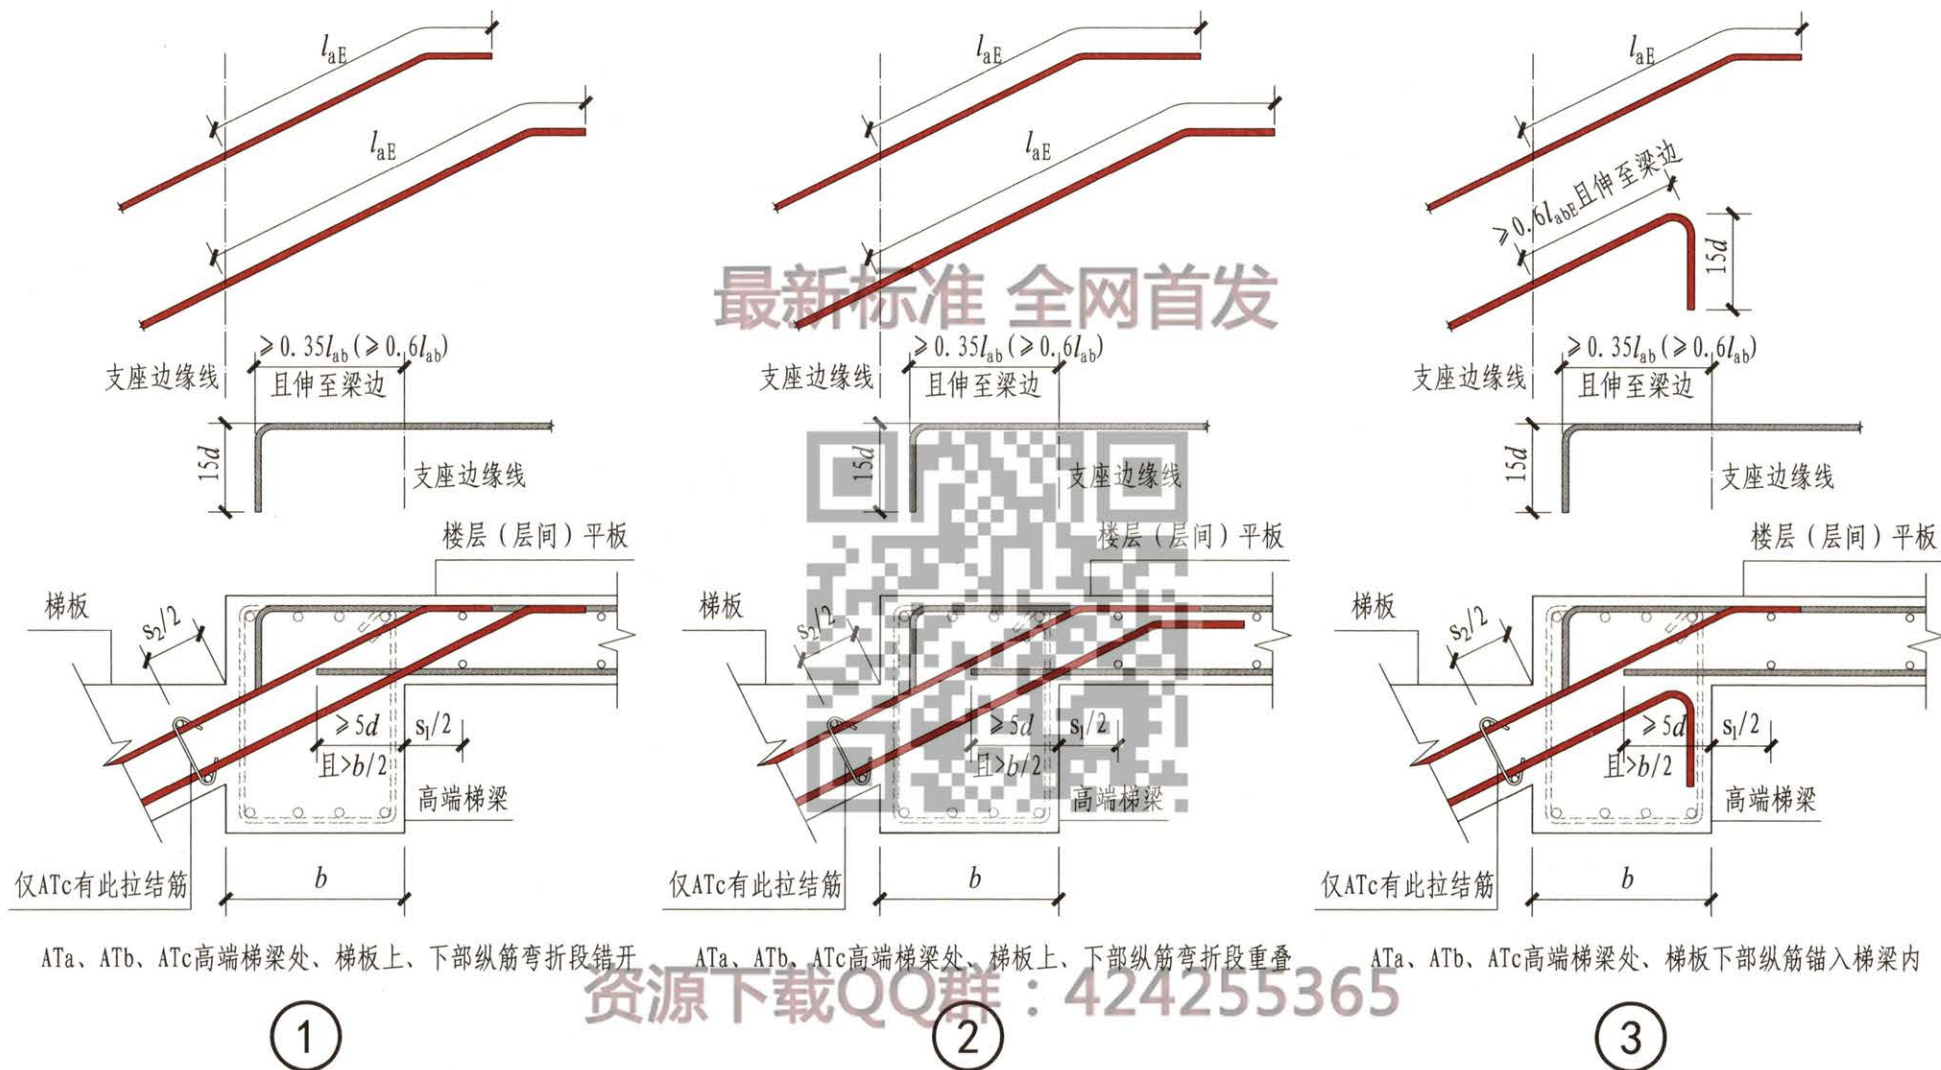 laE
laE
≥0.35lab(≥0.6lab)
且伸至梁边
支座边缘线
15d
支座边缘线
楼层（层间）平板
梯板
s₂/2
≥5d
且>b/2
s₁/2
高端梯梁
仅ATc有此拉结筋
b
ATa、ATb、ATc高端梯梁处、梯板上、下部纵筋弯折段错开
1
laE
laE
最新标准 全网首发
≥0.35lab(≥0.6lab)
且伸至梁边
支座边缘线
15d
支座边缘线
楼层（层间）平板
梯板
s₂/2
≥5d
且>b/2
s₁/2
高端梯梁
仅ATc有此拉结筋
b
ATa、ATb、ATc高端梯梁处、梯板上、下部纵筋弯折段重叠
资源下载QQ群：424255365
2
laE
≥0.6labE且伸至梁边
15d
≥0.35lab(≥0.6lab)
且伸至梁边
支座边缘线
15d
支座边缘线
楼层（层间）平板
梯板
s₂/2
≥5d
且>b/2
s₁/2
高端梯梁
仅ATc有此拉结筋
b
ATa、ATb、ATc高端梯梁处、梯板下部纵筋锚入梯梁内
3